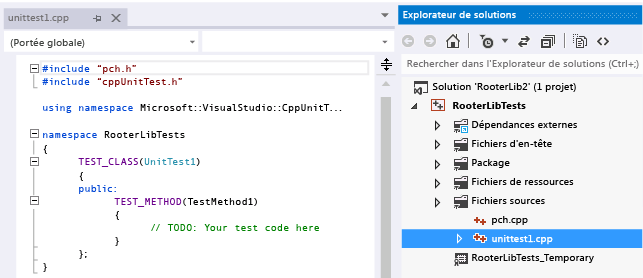 unittest1.cpp
(Portée globale)
#include "pch.h"
#include "cppUnitTest.h"
using namespace Microsoft::VisualStudio::CppUnitT...
namespace RooterLibTests
{
TEST_CLASS(UnitTest1)
{
public:
TEST_METHOD(TestMethod1)
{
// TODO: Your test code here
}
};
}
Explorateur de solutions
Rechercher dans l'Explorateur de solutions (Ctrl+;)
Solution 'RooterLib2' (1 projet)
RooterLibTests
Dépendances externes
Fichiers d'en-tête
Package
Fichiers de ressources
Fichiers sources
pch.cpp
unittest1.cpp
RooterLibTests_Temporary